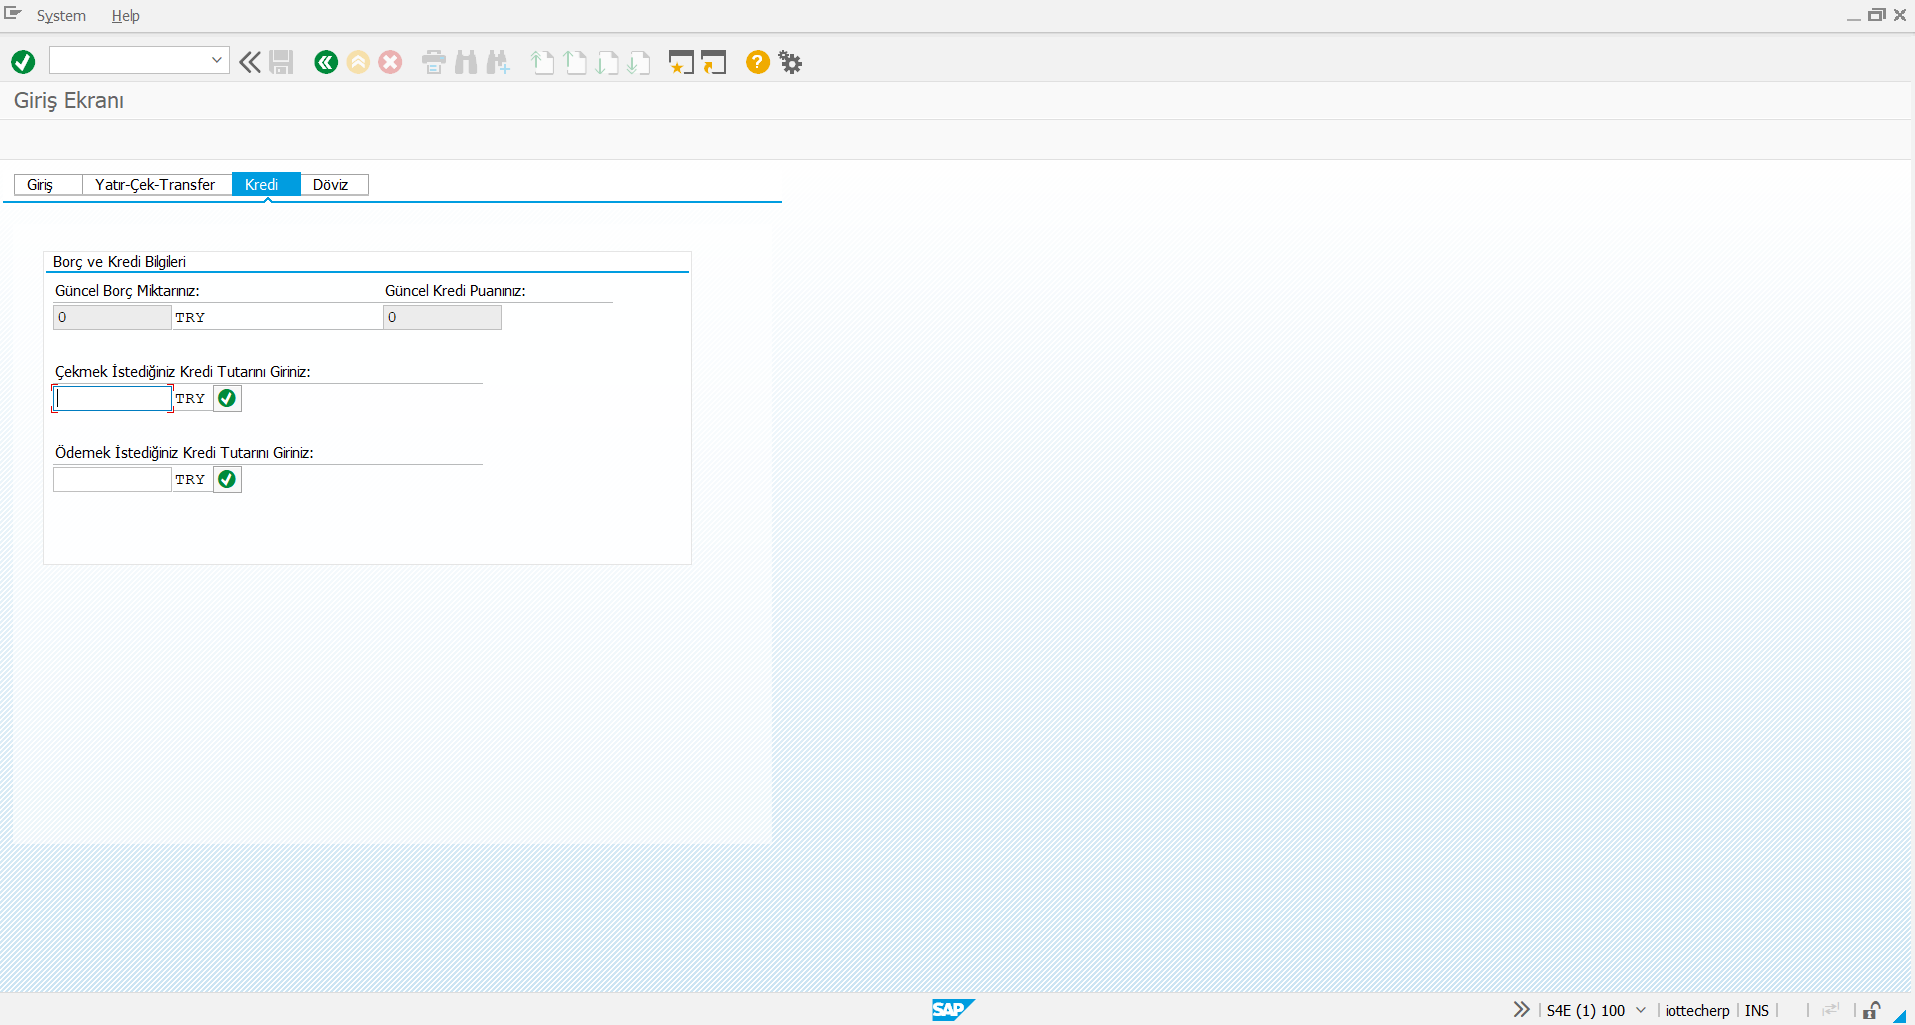 System Help
Giriş Ekranı
Giriş Yatır-Çek-Transfer Kredi Döviz
Borç ve Kredi Bilgileri
Güncel Borç Miktarınız: Güncel Kredi Puanınız:
0 TRY 0
Çekmek İstediğiniz Kredi Tutarını Giriniz:
TRY
Ödemek İstediğiniz Kredi Tutarını Giriniz:
TRY
SAP S4E (1) 100 iottecherp INS